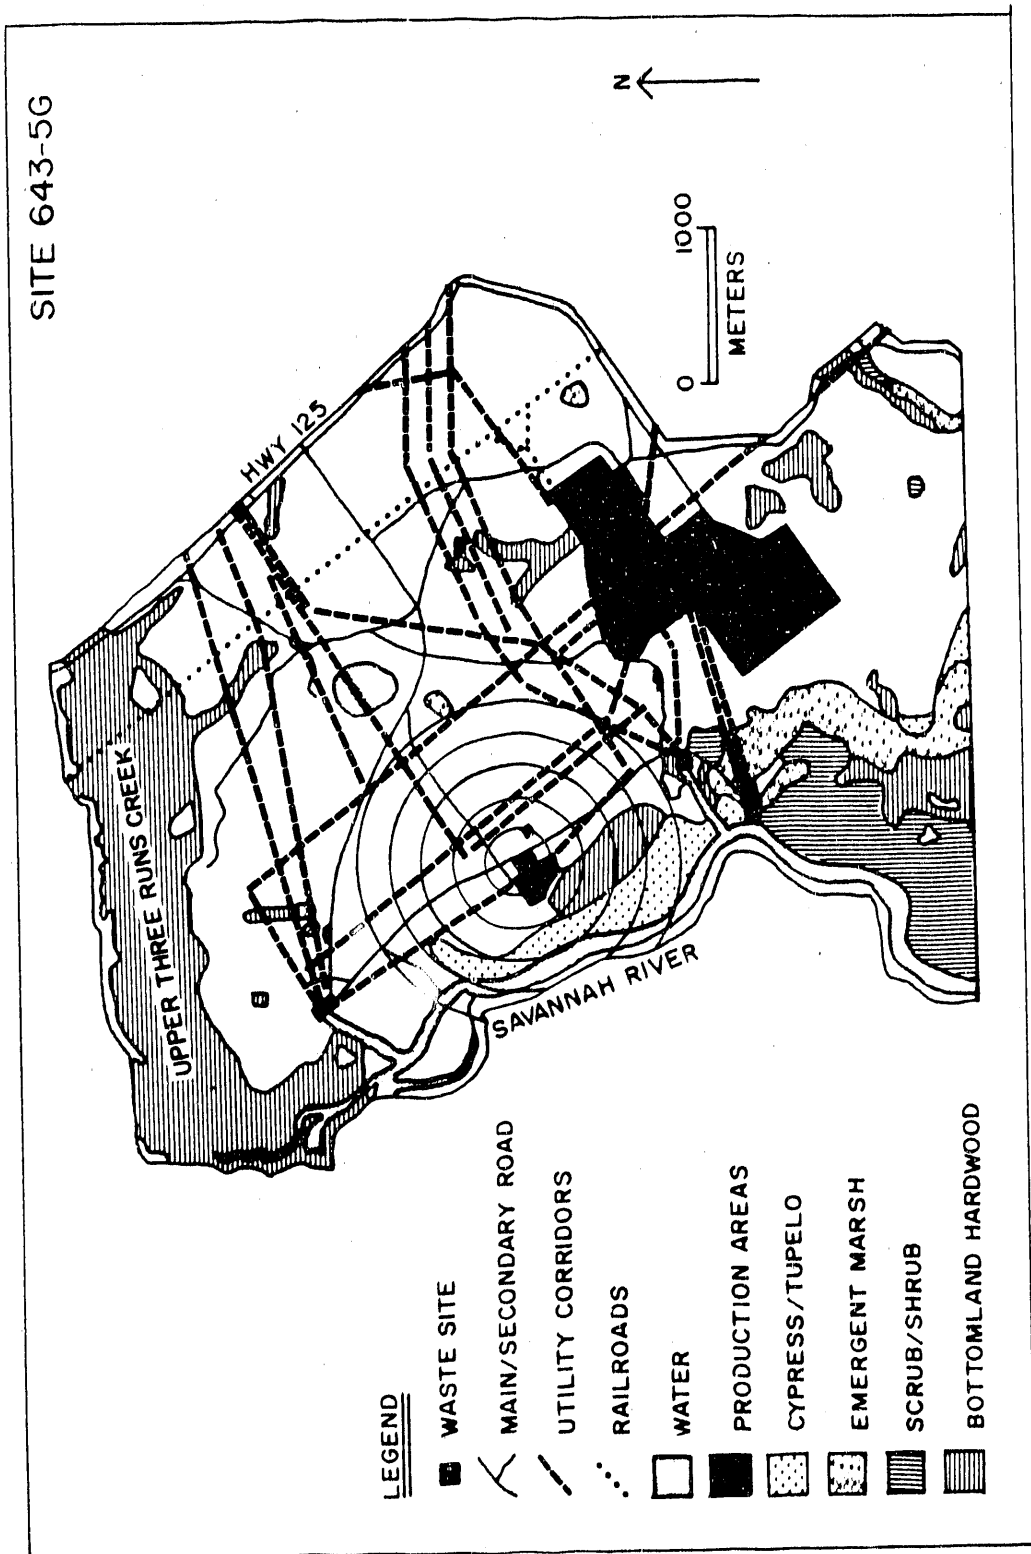 SITE 643-5G
N
HWY 125
UPPER THREE RUNS CREEK
SAVANNAH RIVER
0 1000
METERS
LEGEND
WASTE SITE
MAIN/SECONDARY ROAD
UTILITY CORRIDORS
RAILROADS
WATER
PRODUCTION AREAS
CYPRESS/TUPELO
EMERGENT MARSH
SCRUB/SHRUB
BOTTOMLAND HARDWOOD